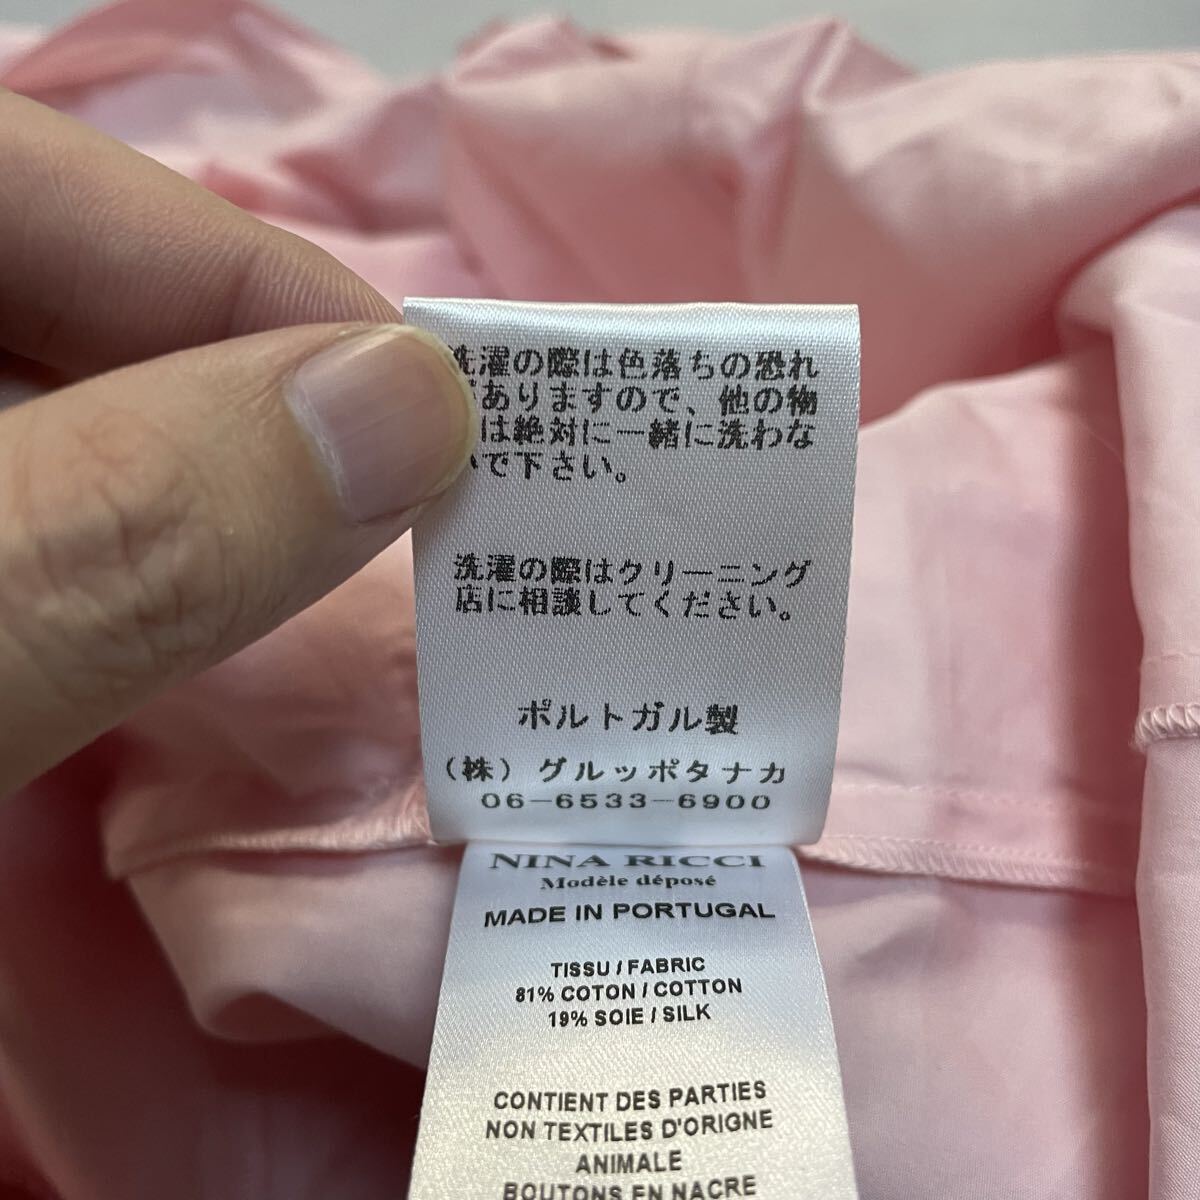 洗濯の際は色落ちの恐れ
がありますので、他の物
は絶対に一緒に洗わな
いで下さい。
洗濯の際はクリーニング
店に相談してください。
ポルトガル製
（株）グルッポタナカ
06-6533-6900
NINA RICCI
Modèle déposé
MADE IN PORTUGAL
TISSU / FABRIC
81% COTON / COTTON
19% SOIE / SILK
CONTIENT DES PARTIES
NON TEXTILES D'ORIGNE
ANIMALE
BOUTONS EN NACRE